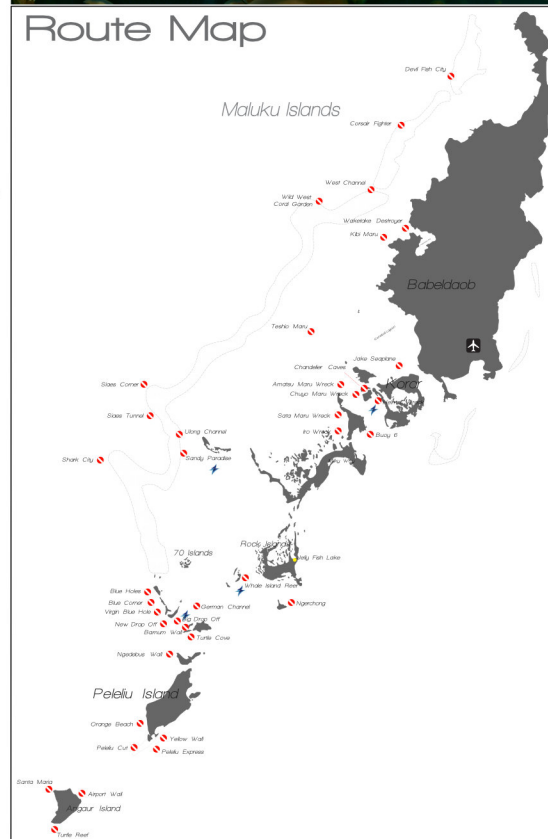 Route Map
Devil Fish City
Maluku Islands
Corsair Fighter
West Channel
Wild West
Coral Garden
Wakelake Destroyer
Kibi Maru
Babeldaob
Teshio Maru
Jake Seaplane
Chandelier Caves
Amatsu Maru Wreck
Koror
Chuyo Maru Wreck
Siaes Corner
Siaes Tunnel
Sata Maru Wreck
Ulong Channel
Iro Wreck
Buoy 6
Shark City
Sandy Paradise
Rock Islands
70 Islands
Jelly Fish Lake
Whale Island Reef
Blue Holes
Blue Corner
German Channel
Ngerchong
Virgin Blue Hole
New Drop Off
Big Drop Off
Barnum Wall
Turtle Cove
Ngedebus Wall
Peleliu Island
Orange Beach
Yellow Wall
Peleliu Cut
Peleliu Express
Santa Maria
Airport Wall
Angaur Island
Turtle Reef